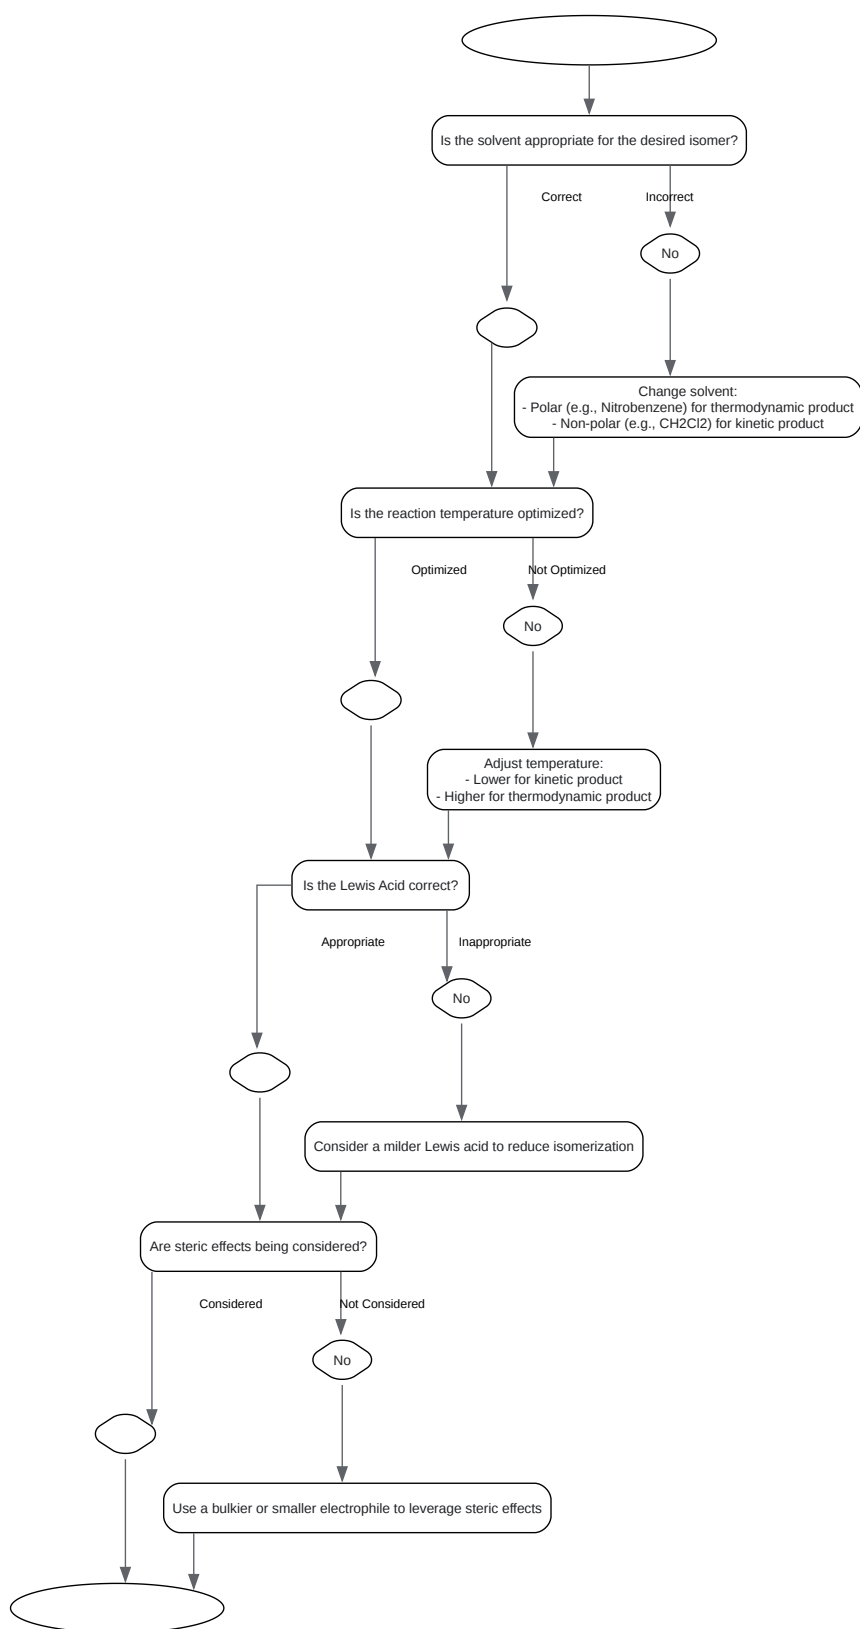 Is the solvent appropriate for the desired isomer?
Correct
Incorrect
No
Change solvent:
- Polar (e.g., Nitrobenzene) for thermodynamic product
- Non-polar (e.g., CH2Cl2) for kinetic product
Is the reaction temperature optimized?
Optimized
Not Optimized
No
Adjust temperature:
- Lower for kinetic product
- Higher for thermodynamic product
Is the Lewis Acid correct?
Appropriate
Inappropriate
No
Consider a milder Lewis acid to reduce isomerization
Are steric effects being considered?
Considered
Not Considered
No
Use a bulkier or smaller electrophile to leverage steric effects